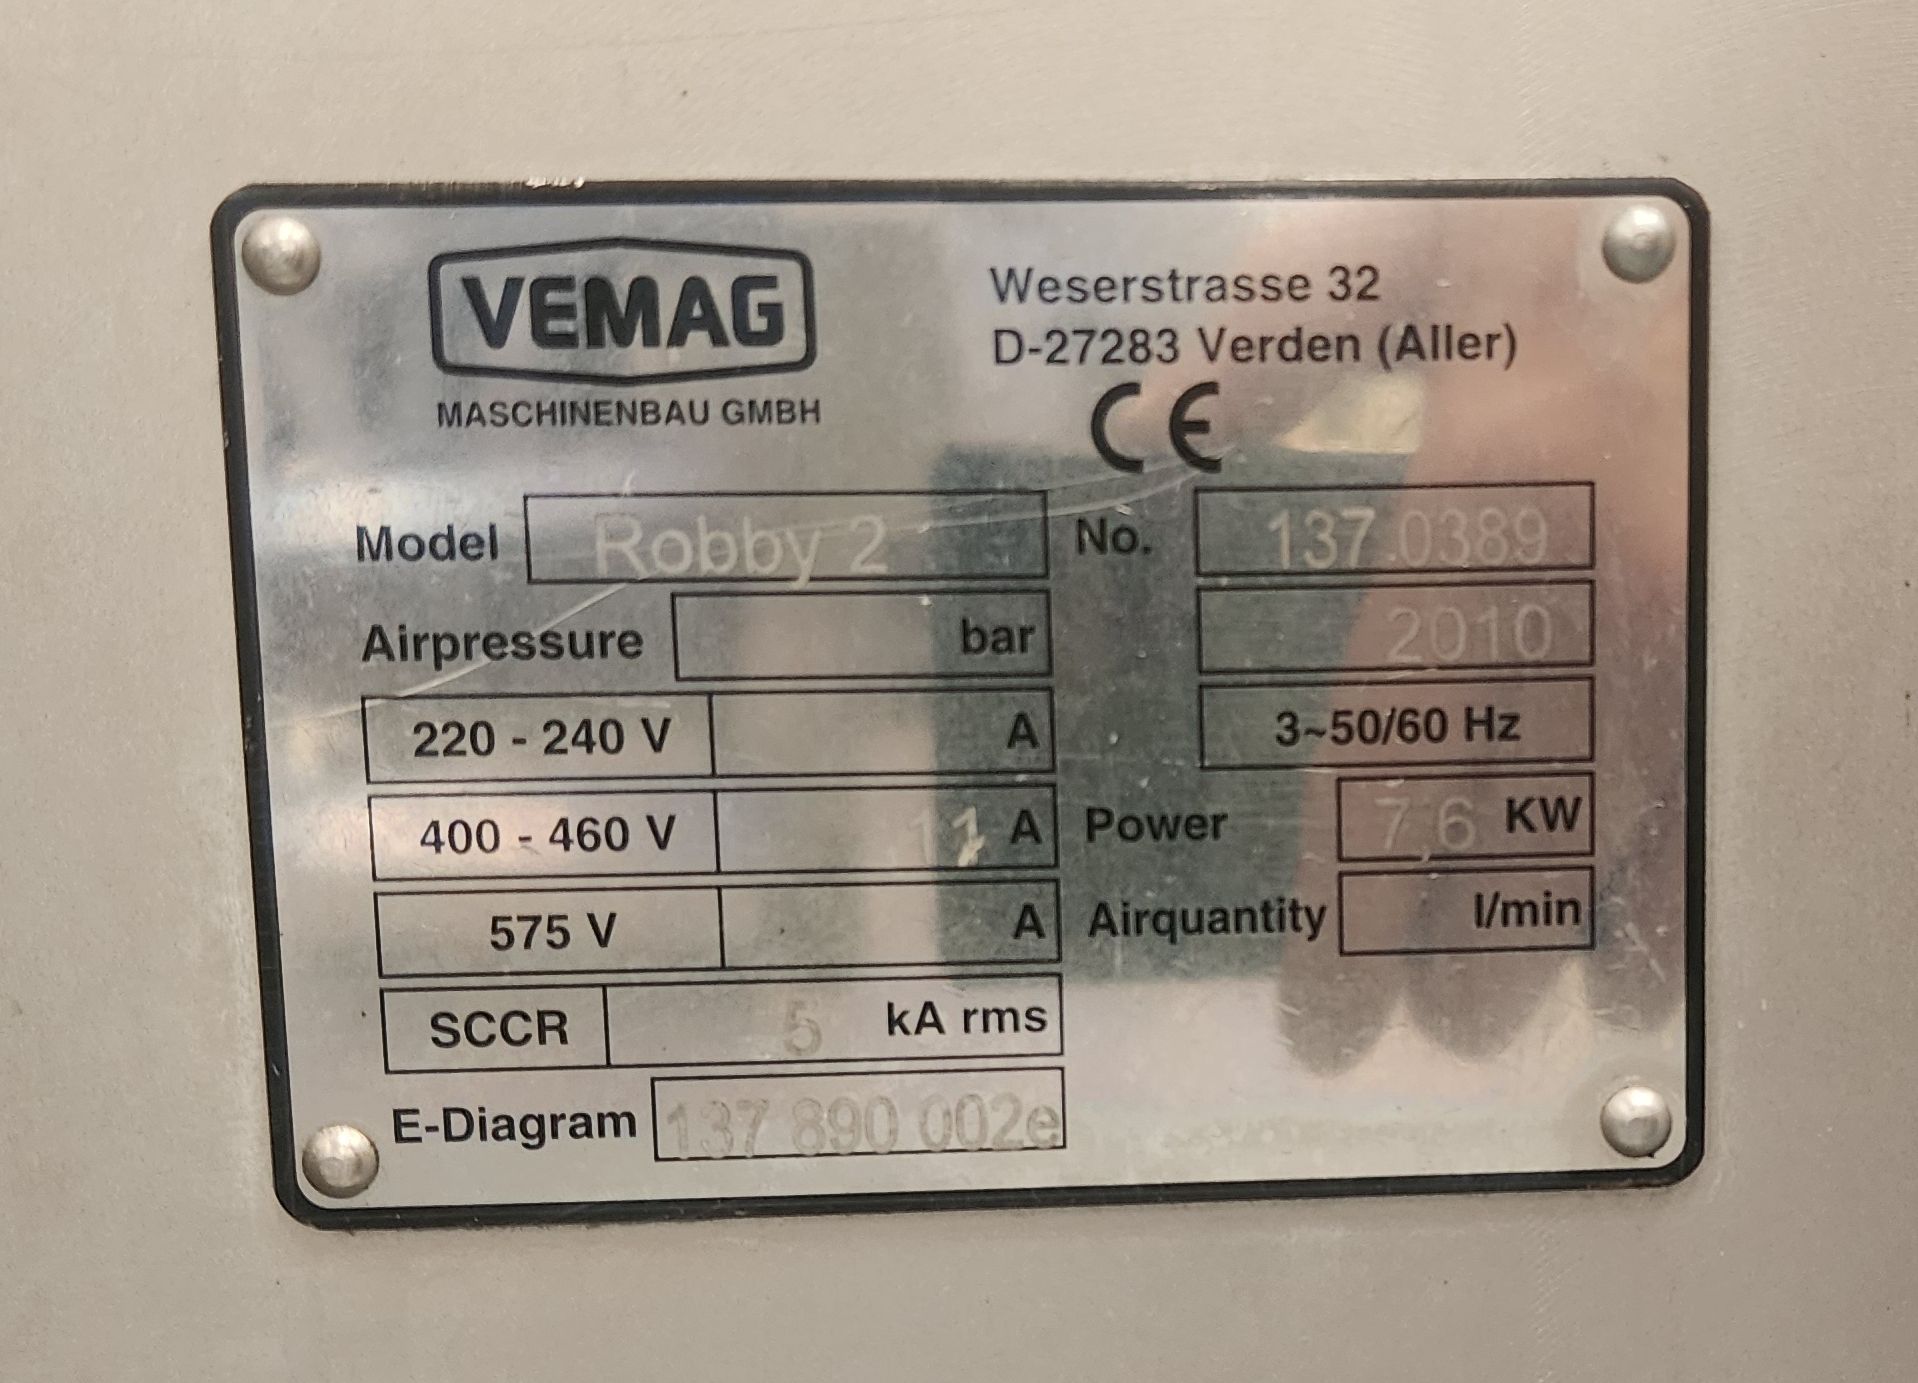 VEMAG
MASCHINENBAU GMBH
Weserstrasse 32
D-27283 Verden (Aller)
CE
Model Robby 2 No. 137.0389
Airpressure bar 2010
220 - 240 V A 3~50/60 Hz
400 - 460 V 11 A Power 7,6 KW
575 V A Airquantity l/min
SCCR 5 kA rms
E-Diagram 137 890 002e